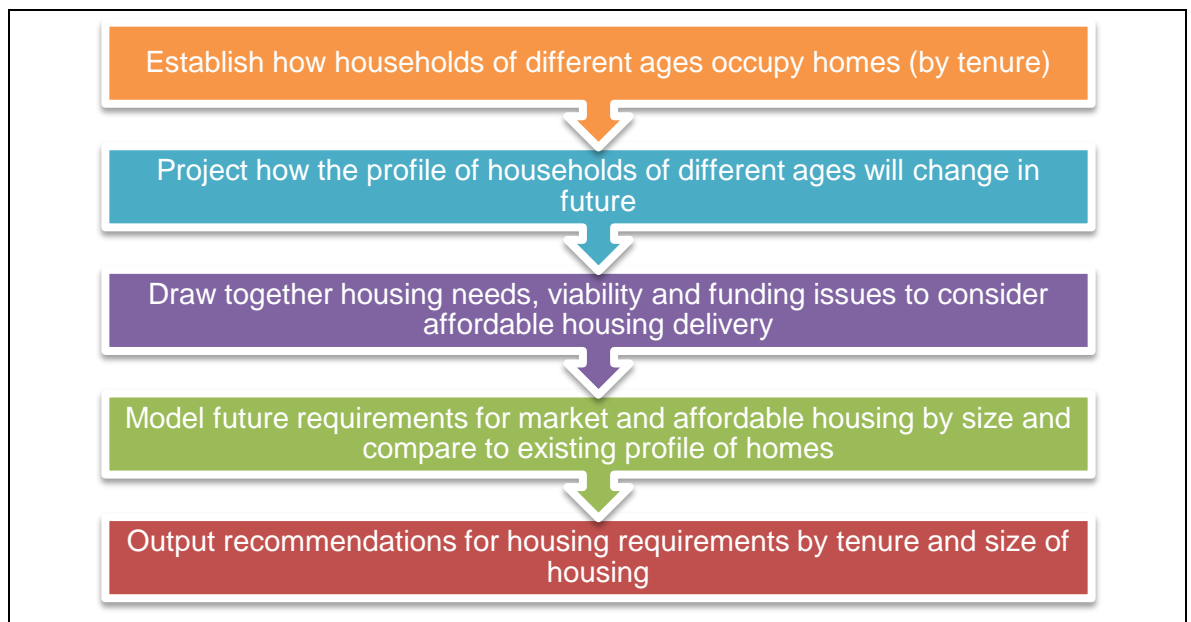 Establish how households of different ages occupy homes (by tenure)
Project how the profile of households of different ages will change in
future
Draw together housing needs, viability and funding issues to consider
affordable housing delivery
Model future requirements for market and affordable housing by size and
compare to existing profile of homes
Output recommendations for housing requirements by tenure and size of
housing